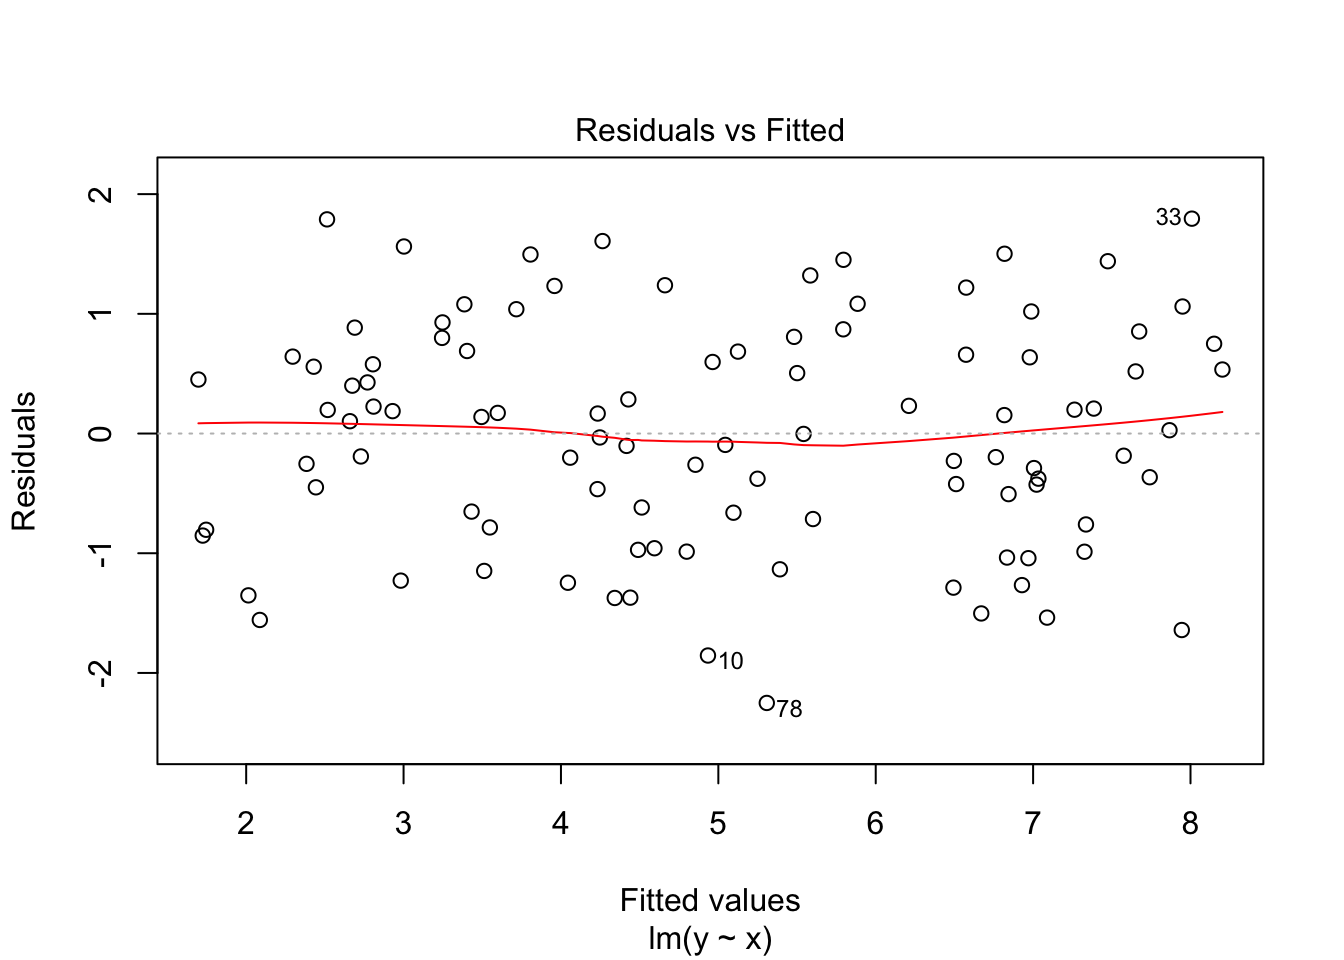 Residuals vs Fitted
Residuals
2
1
0
-1
-2
33
10
78
2 3 4 5 6 7 8
Fitted values
lm(y ~ x)